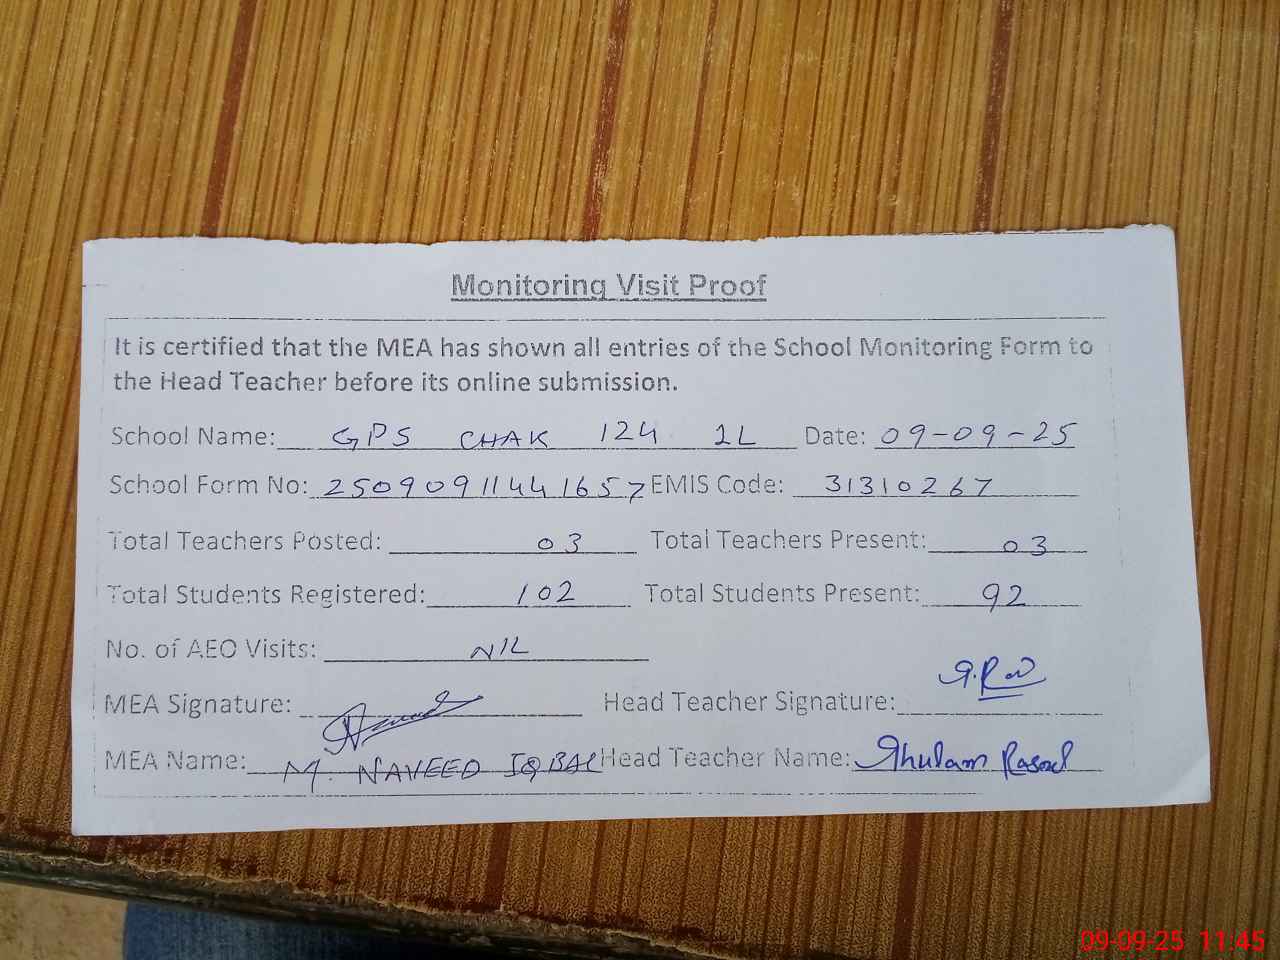 Monitoring Visit Proof
It is certified that the MEA has shown all entries of the School Monitoring Form to
the Head Teacher before its online submission.
School Name: GPS CHAK 124 1L Date: 09-09-25
School Form No: 25090911441657 EMIS Code: 31310267
Total Teachers Posted: 03 Total Teachers Present: 03
Total Students Registered: 102 Total Students Present: 92
No. of AEO Visits: NIL
MEA Signature: Head Teacher Signature:
MEA Name: M. NAVEED IQBAL Head Teacher Name: Ghulam Rasool
09-09-25 11:45